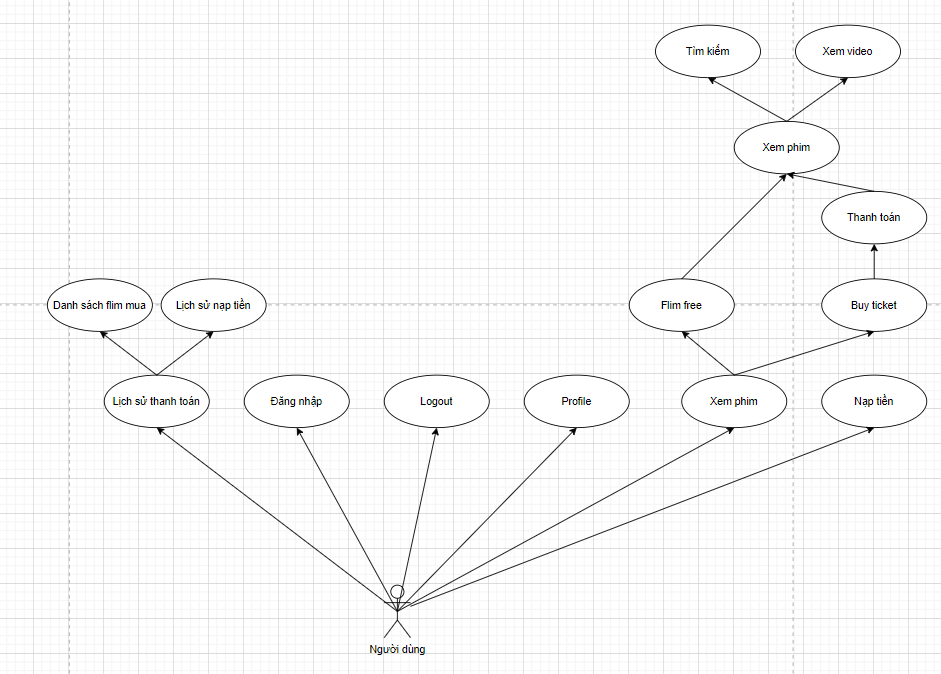 Tìm kiếm
Xem video
Xem phim
Thanh toán
Danh sách flim mua
Lịch sử nạp tiền
Flim free
Buy ticket
Lịch sử thanh toán
Đăng nhập
Logout
Profile
Xem phim
Nạp tiền
Người dùng